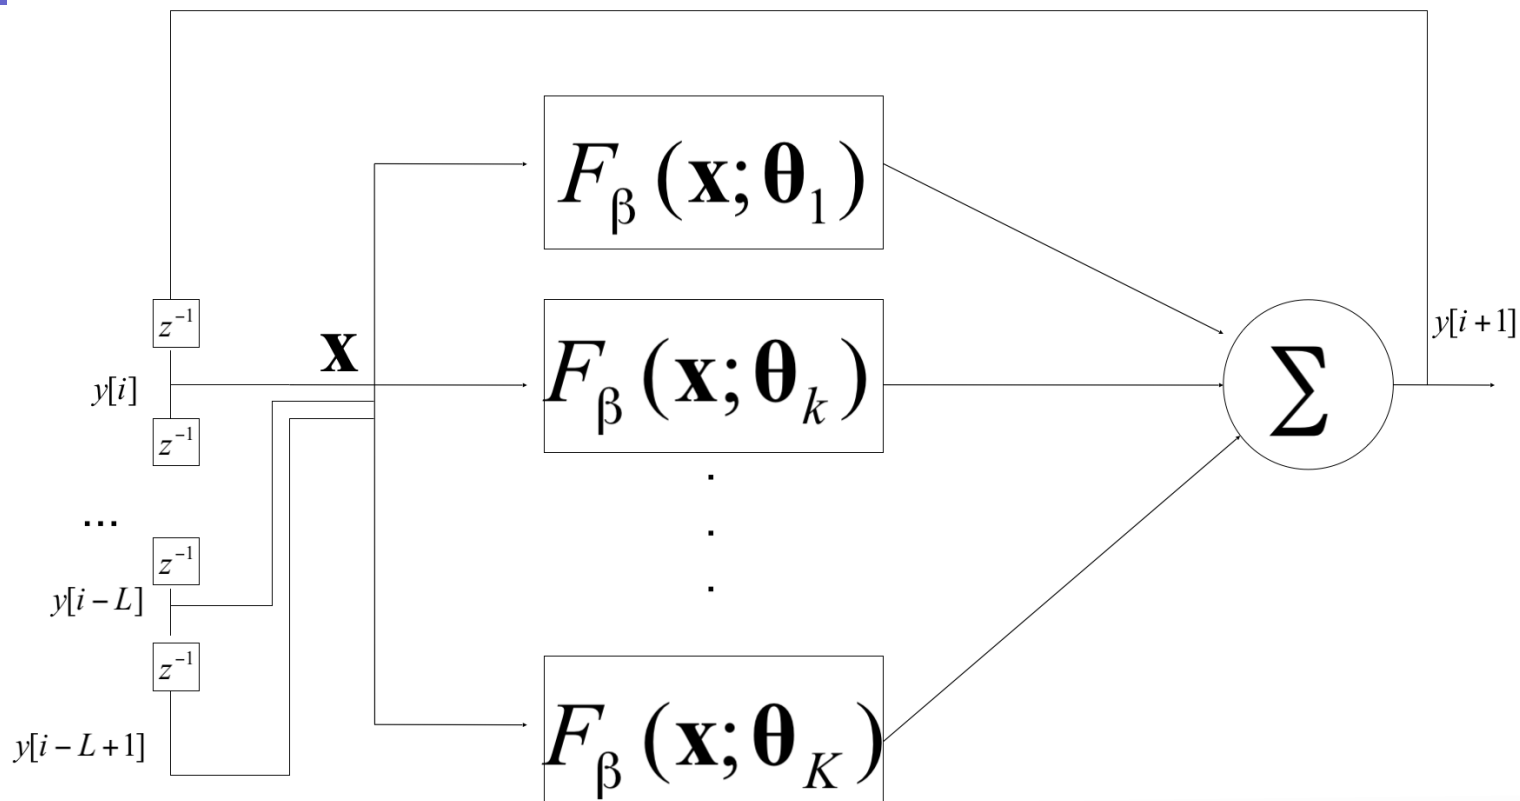 F_β(x;θ_1)
z^{-1}
x
y[i+1]
y[i]
F_β(x;θ_k)
∑
z^{-1}
...
.
.
.
z^{-1}
y[i−L]
z^{-1}
y[i−L+1]
F_β(x;θ_K)